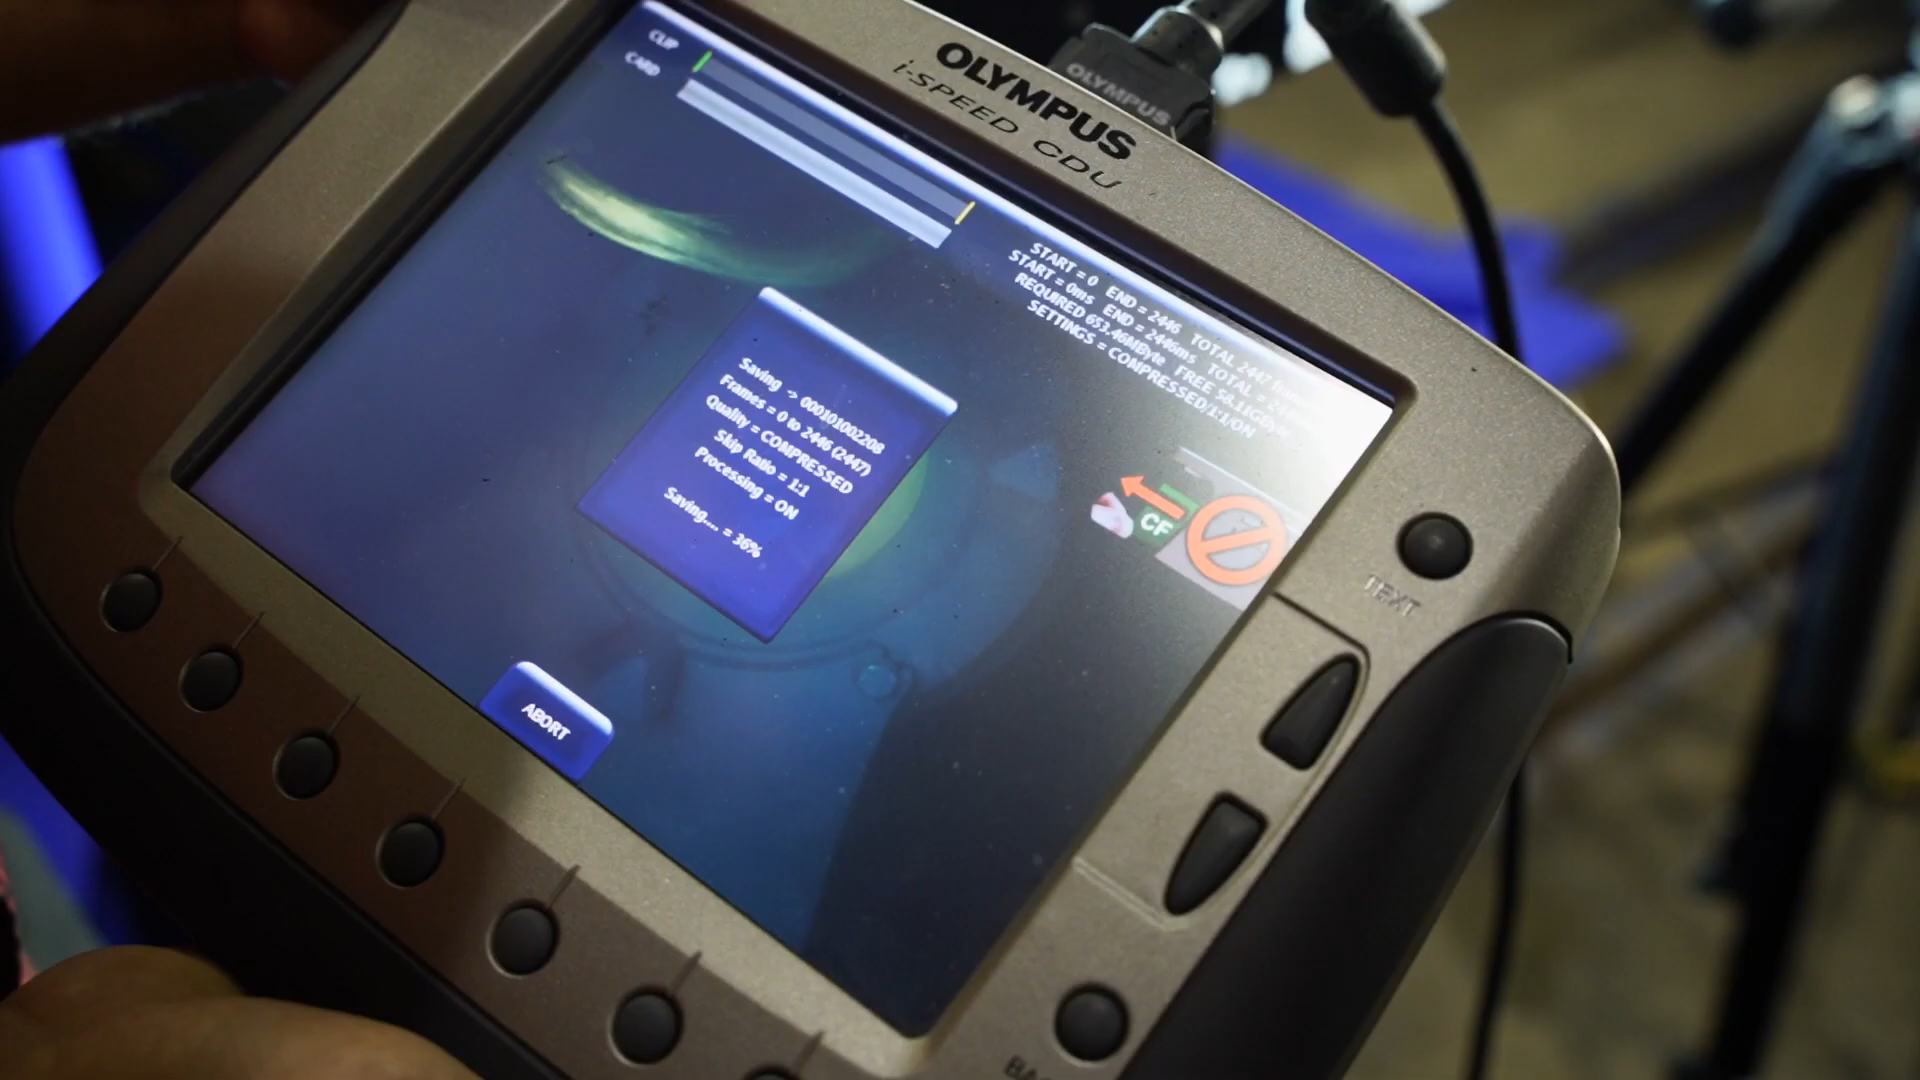 OLYMPUS
i-SPEED CDU
OLYMPUS
CLIP
CARD
START = 0 END = 2446 TOTAL 2447
START = 0ms END = 2446ms TOTAL =
REQUIRED 653.46MByte FREE 58.11GByte
SETTINGS = COMPRESSED/1:1/ON
Saving -> 000101002208
Frames = 0 to 2446 (2447)
Quality = COMPRESSED
Skip Ratio = 1:1
Processing = ON
Saving.... = 36%
CF
ABORT
TEXT